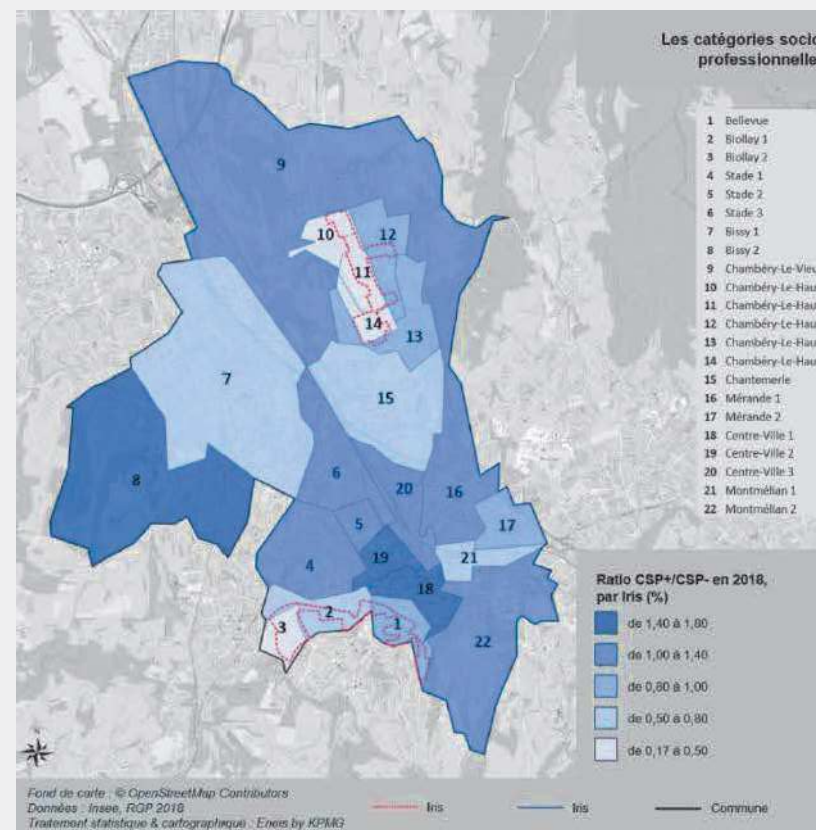 Les catégories socio
professionnelle
1 Bellevue
2 Biollay 1
3 Biollay 2
4 Stade 1
5 Stade 2
6 Stade 3
7 Bissy 1
8 Bissy 2
9 Chambéry-Le-Vieu
10 Chambéry-Le-Hau
11 Chambéry-Le-Hau
12 Chambéry-Le-Hau
13 Chambéry-Le-Hau
14 Chambéry-Le-Hau
15 Chantemerle
16 Mérande 1
17 Mérande 2
18 Centre-Ville 1
19 Centre-Ville 2
20 Centre-Ville 3
21 Montmélian 1
22 Montmélian 2
9
10
12
11
14
13
7
15
8
6
20
16
5
17
19
21
4
18
2
3
1
22
Ratio CSP+/CSP- en 2018,
par Iris (%)
de 1,40 à 1,80
de 1,00 à 1,40
de 0,80 à 1,00
de 0,50 à 0,80
de 0,17 à 0,50
Fond de carte : © OpenStreetMap Contributors
Données : Insee, RGP 2018
Traitement statistique & cartographique : Eneis by KPMG
Iris
Iris
Commune